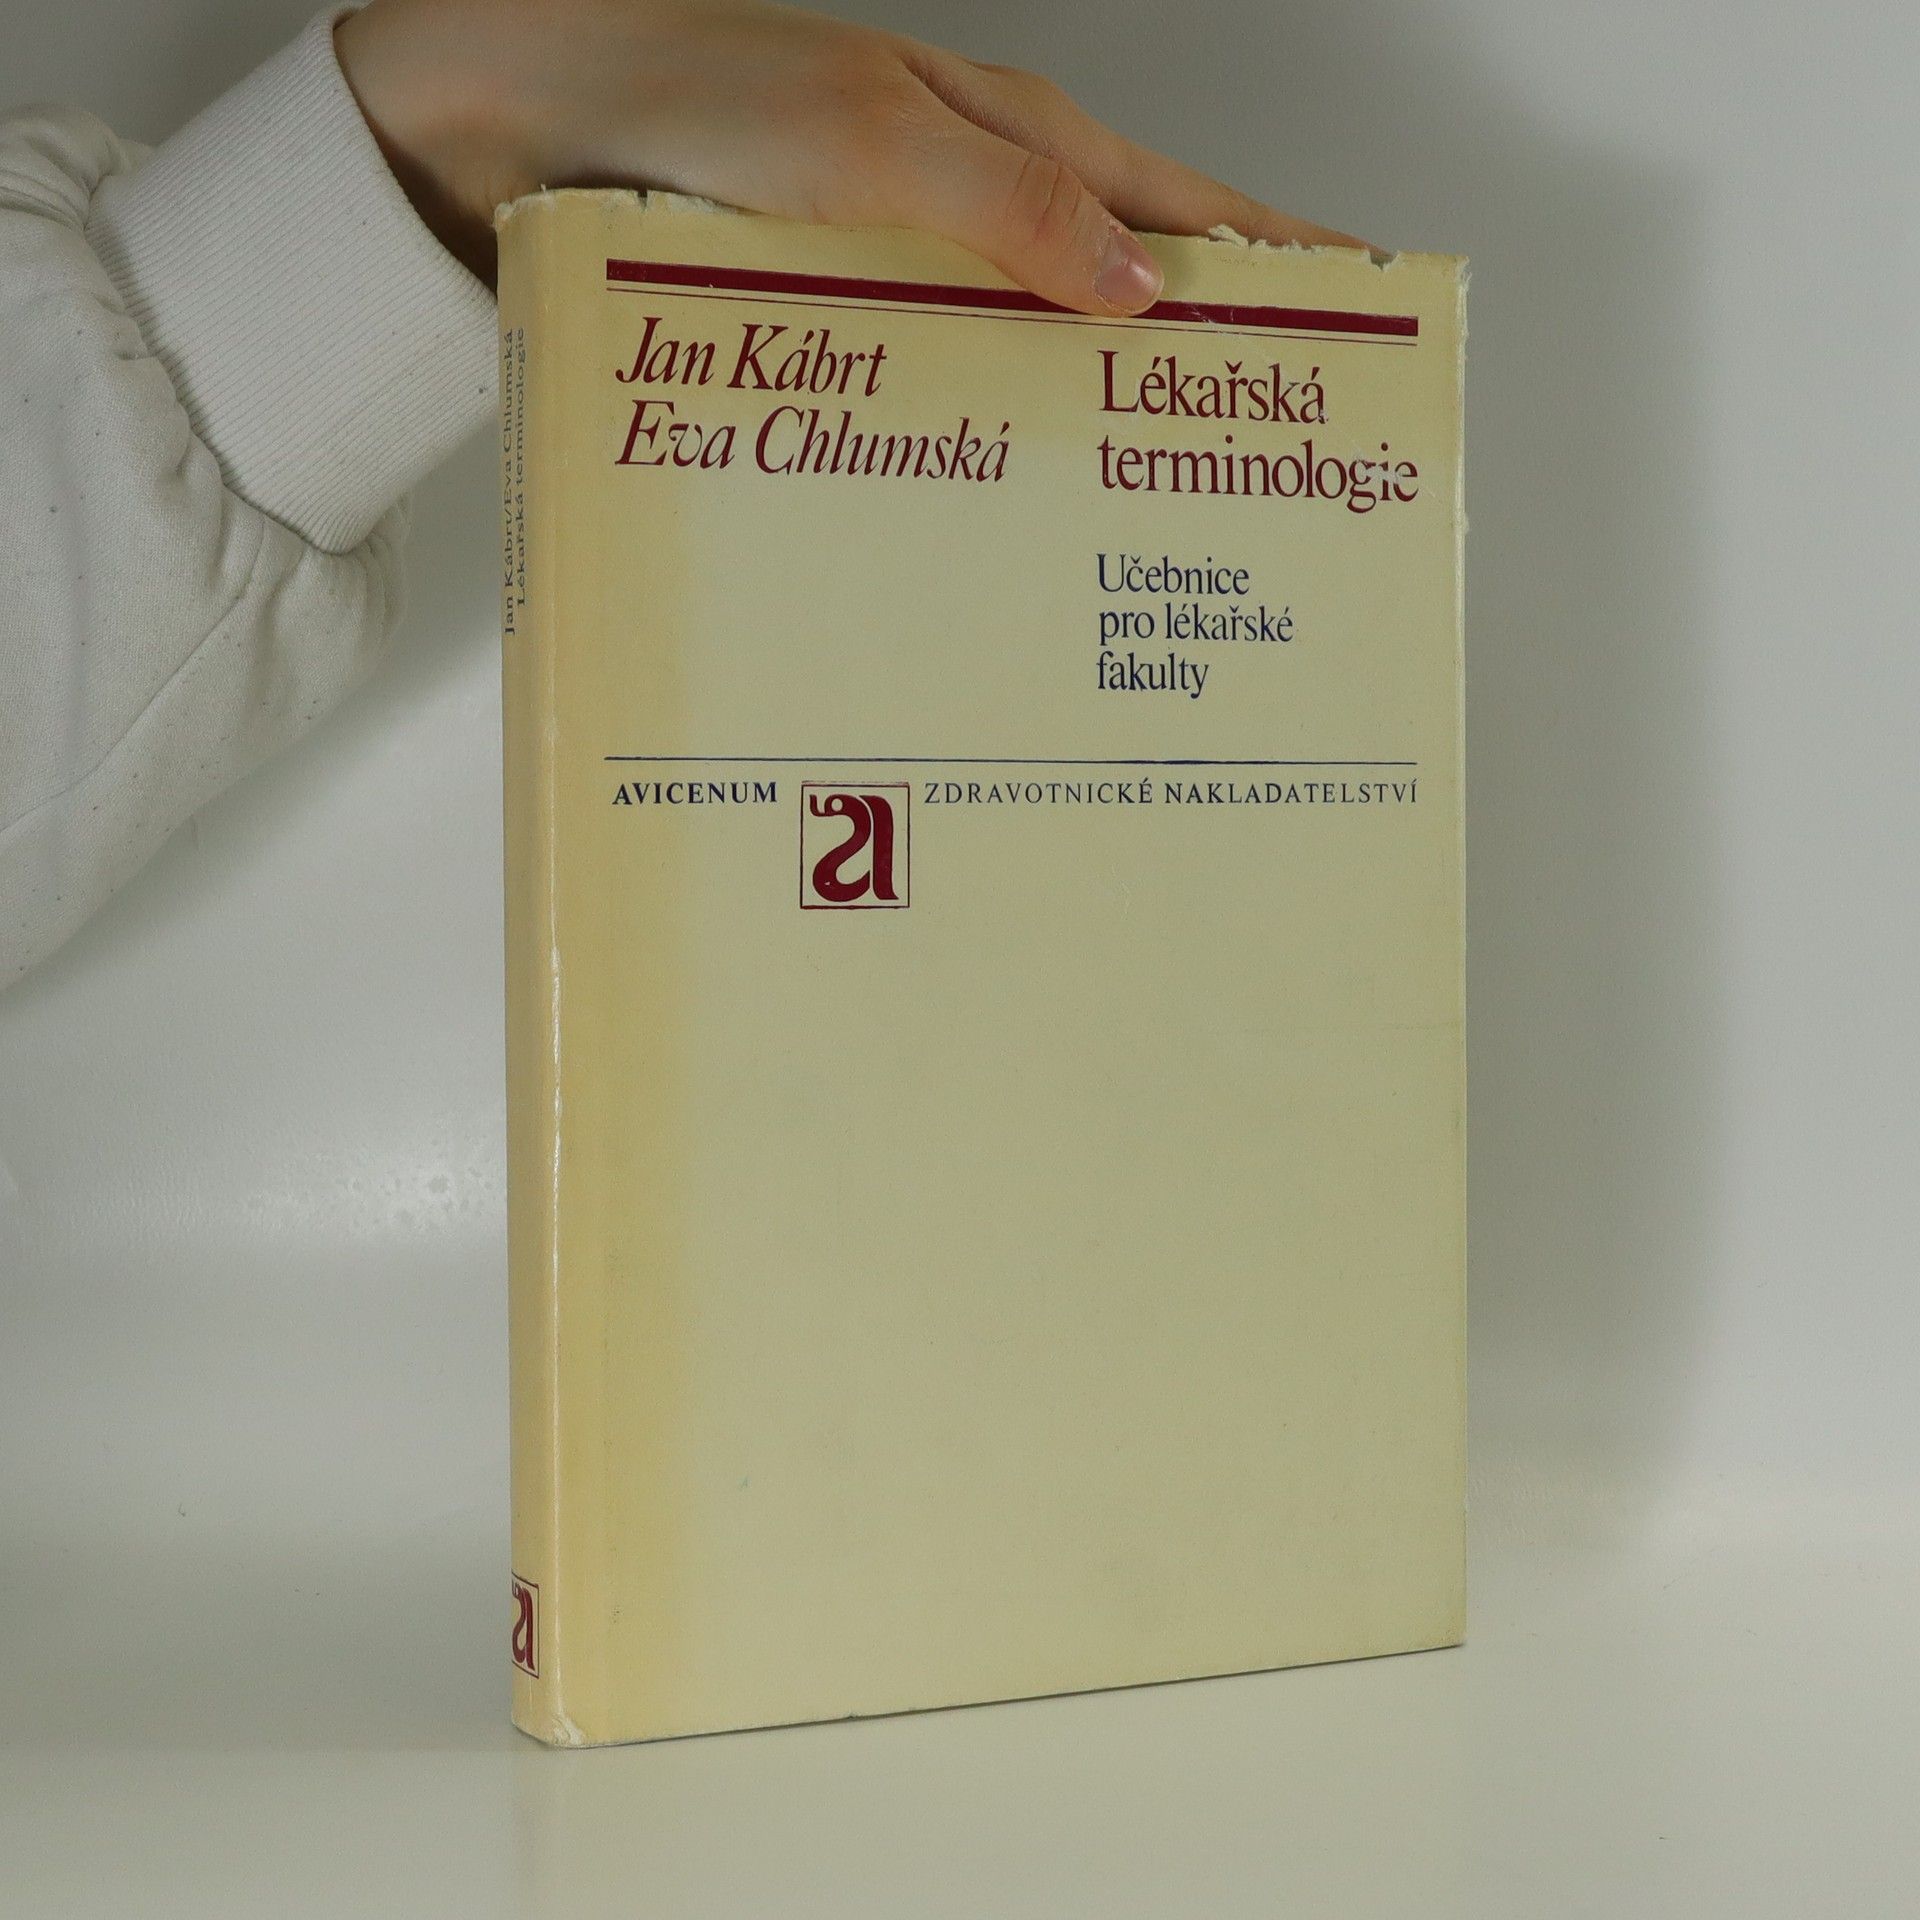 Jan Kábrt
Eva Chlumská
Lékařská
terminologie
Učebnice
pro lékařské
fakulty
AVICENUM a ZDRAVOTNICKÉ NAKLADATELSTVÍ
Jan Kábrt/Eva Chlumská
Lékařská terminologie
a